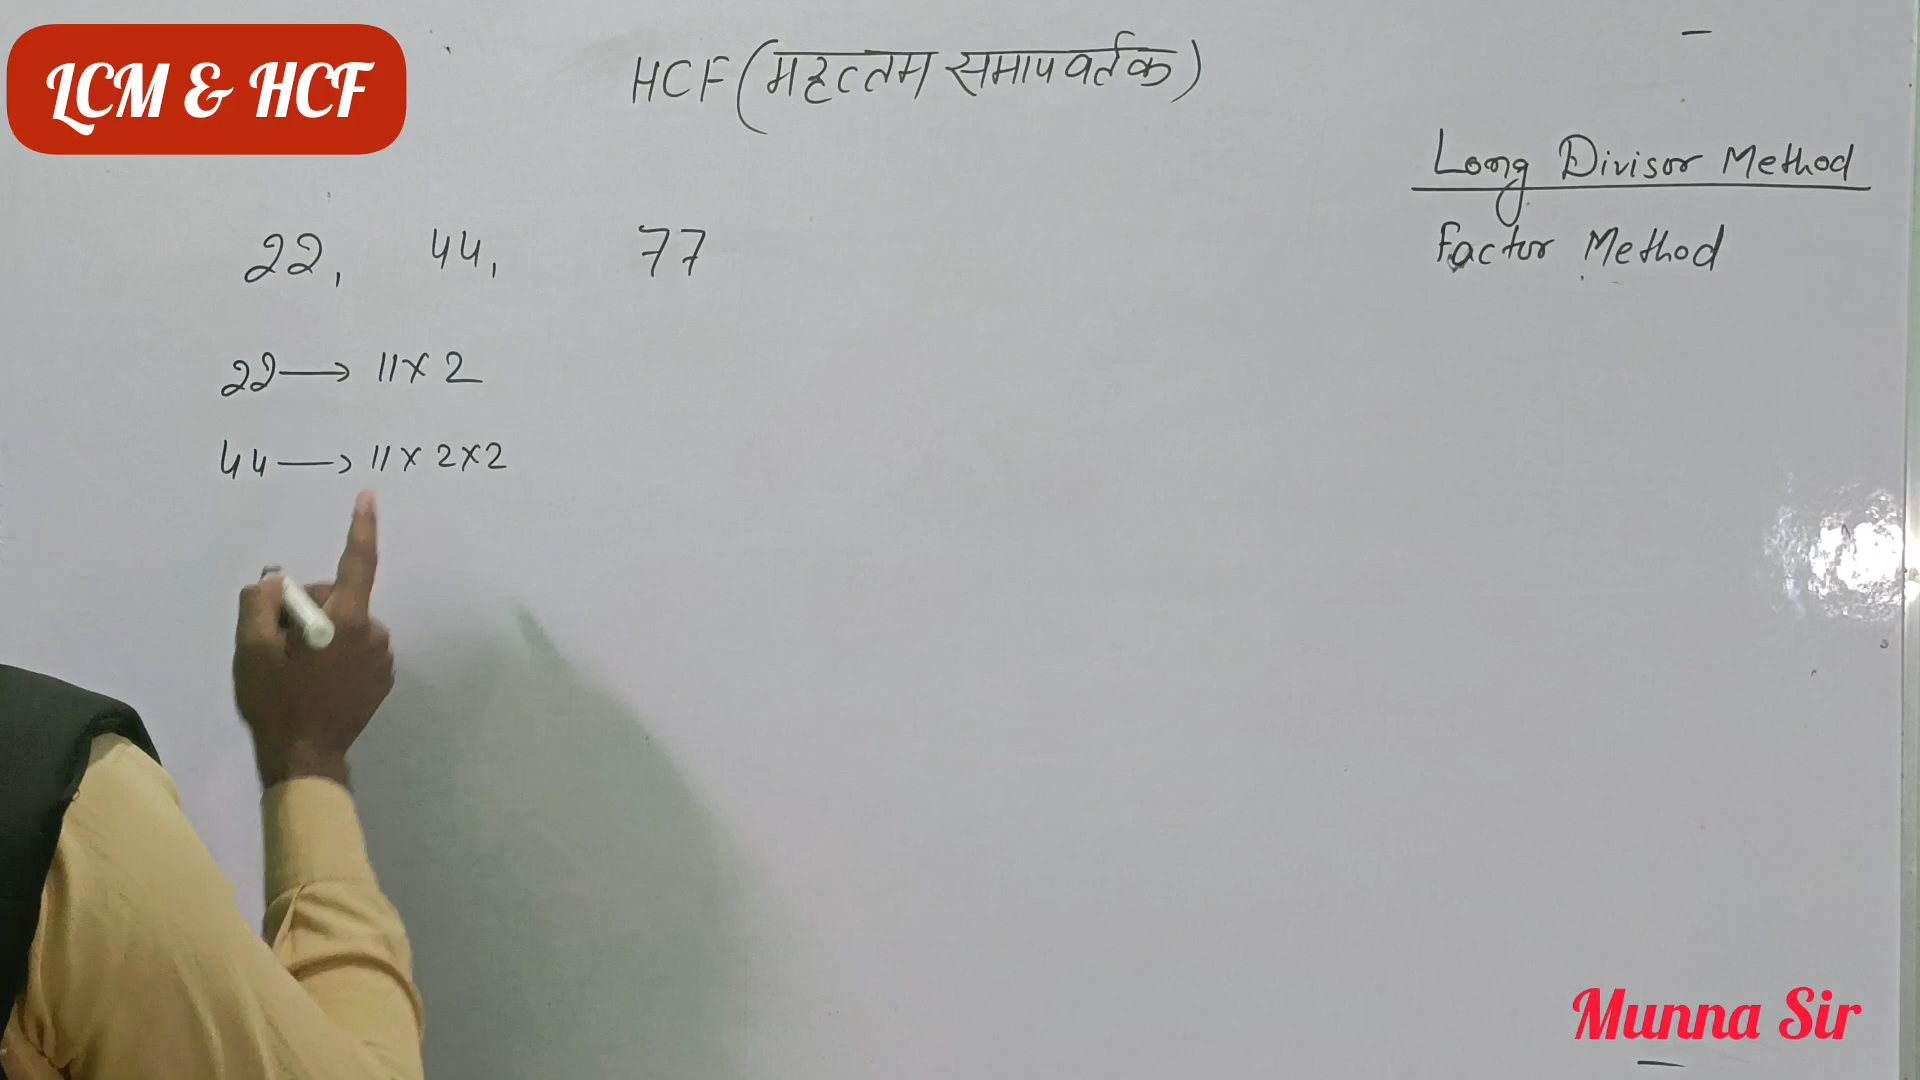 LCM & HCF
HCF (महत्तम समापवर्तक)
Long Divisor Method
Factor Method
22, 44, 77
22 → 11 × 2
44 → 11 × 2 × 2
Munna Sir